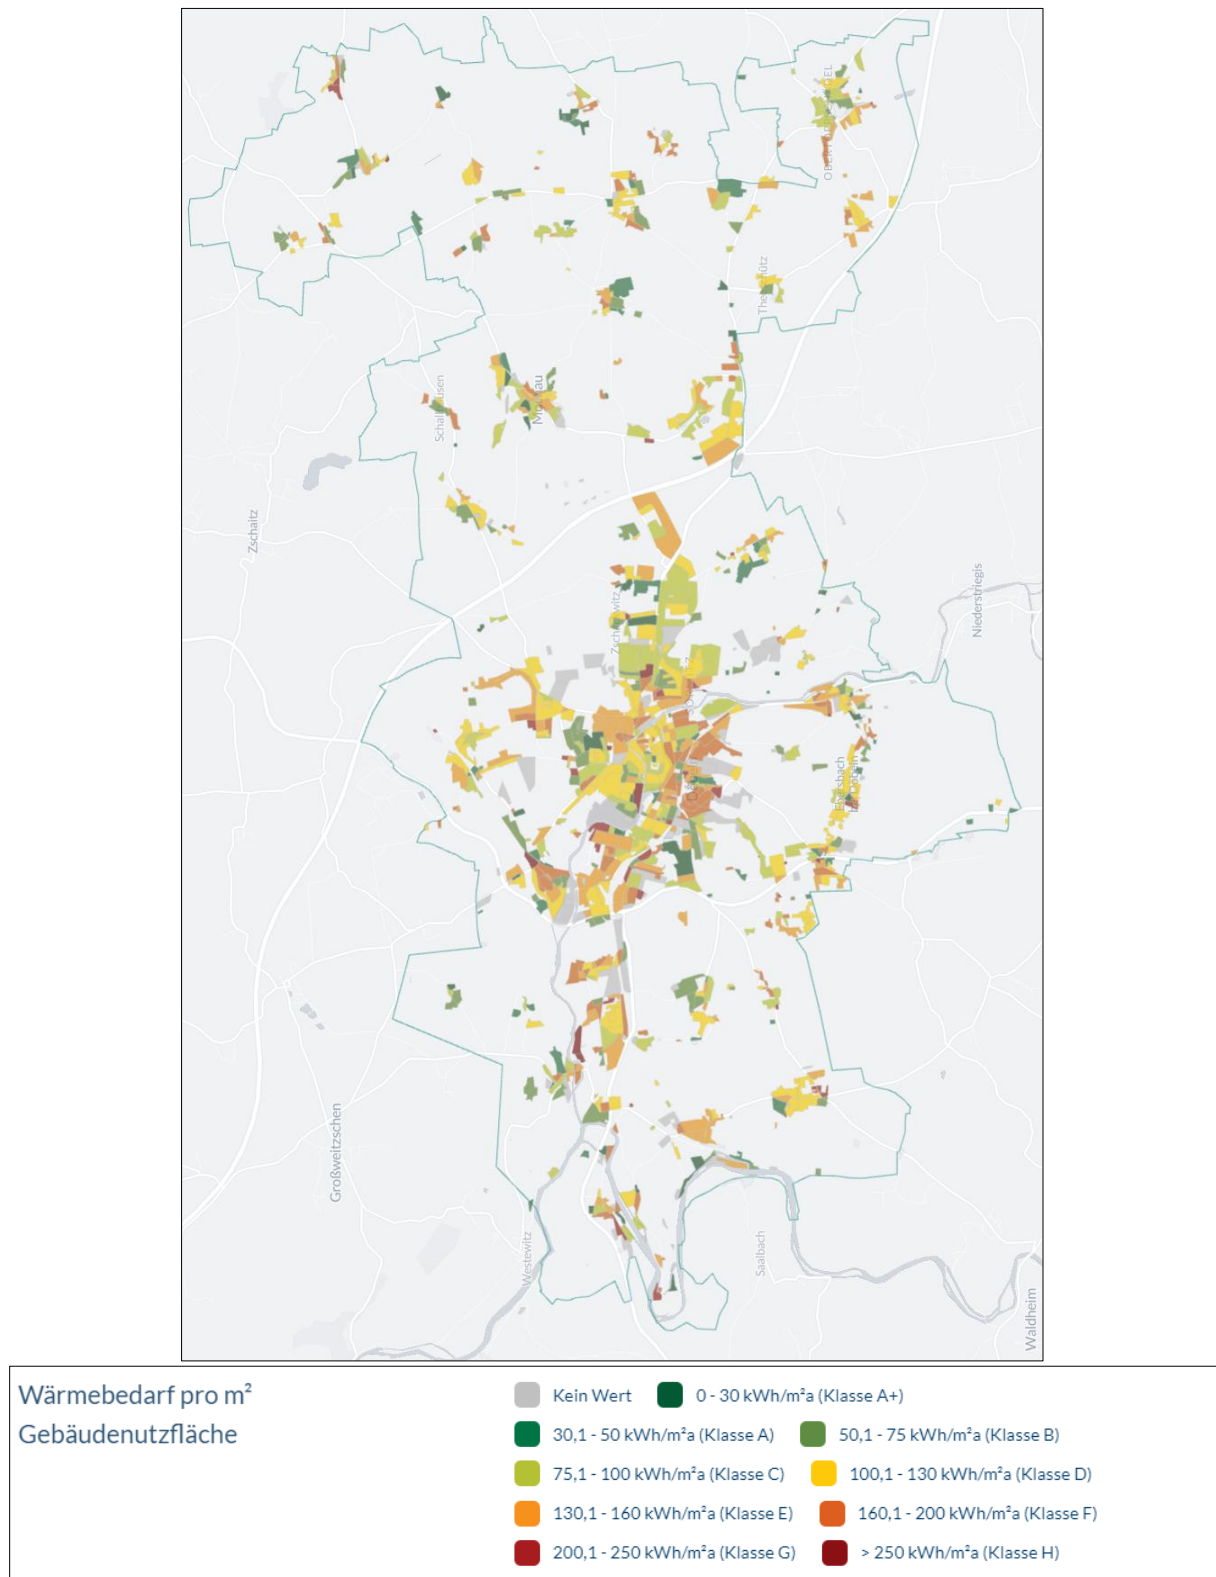 Schallhausen
Zschaitz
Niederstriegis
Großweitzschen
Westewitz
Saalbach
Waldheim
Wärmebedarf pro m²
Gebäudenutzfläche
Kein Wert
0 - 30 kWh/m²a (Klasse A+)
30,1 - 50 kWh/m²a (Klasse A)
50,1 - 75 kWh/m²a (Klasse B)
75,1 - 100 kWh/m²a (Klasse C)
100,1 - 130 kWh/m²a (Klasse D)
130,1 - 160 kWh/m²a (Klasse E)
160,1 - 200 kWh/m²a (Klasse F)
200,1 - 250 kWh/m²a (Klasse G)
> 250 kWh/m²a (Klasse H)